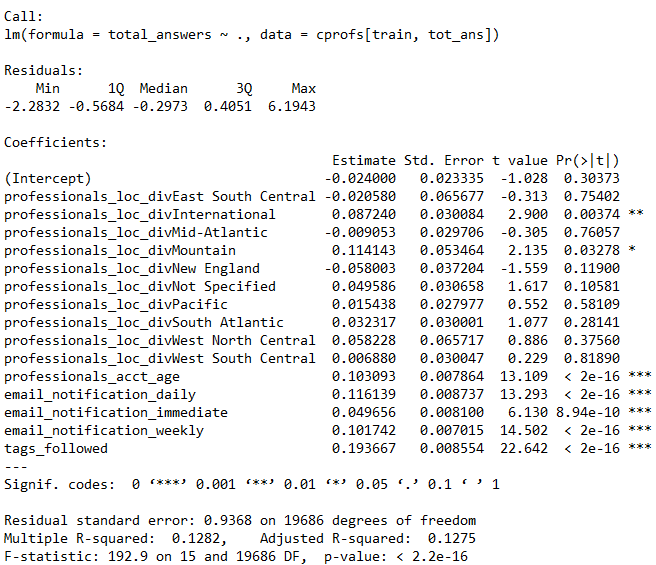 Call:
lm(formula = total_answers ~ ., data = cprofs[train, tot_ans])

Residuals:
    Min      1Q  Median      3Q     Max
-2.2832 -0.5684 -0.2973  0.4051  6.1943

Coefficients:
                                         Estimate Std. Error t value Pr(>|t|)
(Intercept)                             -0.024000   0.023335  -1.028  0.30373
professionals_loc_divEast South Central -0.020580   0.065677  -0.313  0.75402
professionals_loc_divInternational       0.087240   0.030084   2.900  0.00374 **
professionals_loc_divMid-Atlantic       -0.009053   0.029706  -0.305  0.76057
professionals_loc_divMountain            0.114143   0.053464   2.135  0.03278 *
professionals_loc_divNew England        -0.058003   0.037204  -1.559  0.11900
professionals_loc_divNot Specified       0.049586   0.030658   1.617  0.10581
professionals_loc_divPacific             0.015438   0.027977   0.552  0.58109
professionals_loc_divSouth Atlantic      0.032317   0.030001   1.077  0.28141
professionals_loc_divWest North Central  0.058228   0.065717   0.886  0.37560
professionals_loc_divWest South Central  0.006880   0.030047   0.229  0.81890
professionals_acct_age                   0.103093   0.007864  13.109  < 2e-16 ***
email_notification_daily                 0.116139   0.008737  13.293  < 2e-16 ***
email_notification_immediate             0.049656   0.008100   6.130 8.94e-10 ***
email_notification_weekly                0.101742   0.007015  14.502  < 2e-16 ***
tags_followed                            0.193667   0.008554  22.642  < 2e-16 ***
---
Signif. codes:  0 ‘***’ 0.001 ‘**’ 0.01 ‘*’ 0.05 ‘.’ 0.1 ‘ ’ 1

Residual standard error: 0.9368 on 19686 degrees of freedom
Multiple R-squared:  0.1282,    Adjusted R-squared:  0.1275
F-statistic: 192.9 on 15 and 19686 DF,  p-value: < 2.2e-16